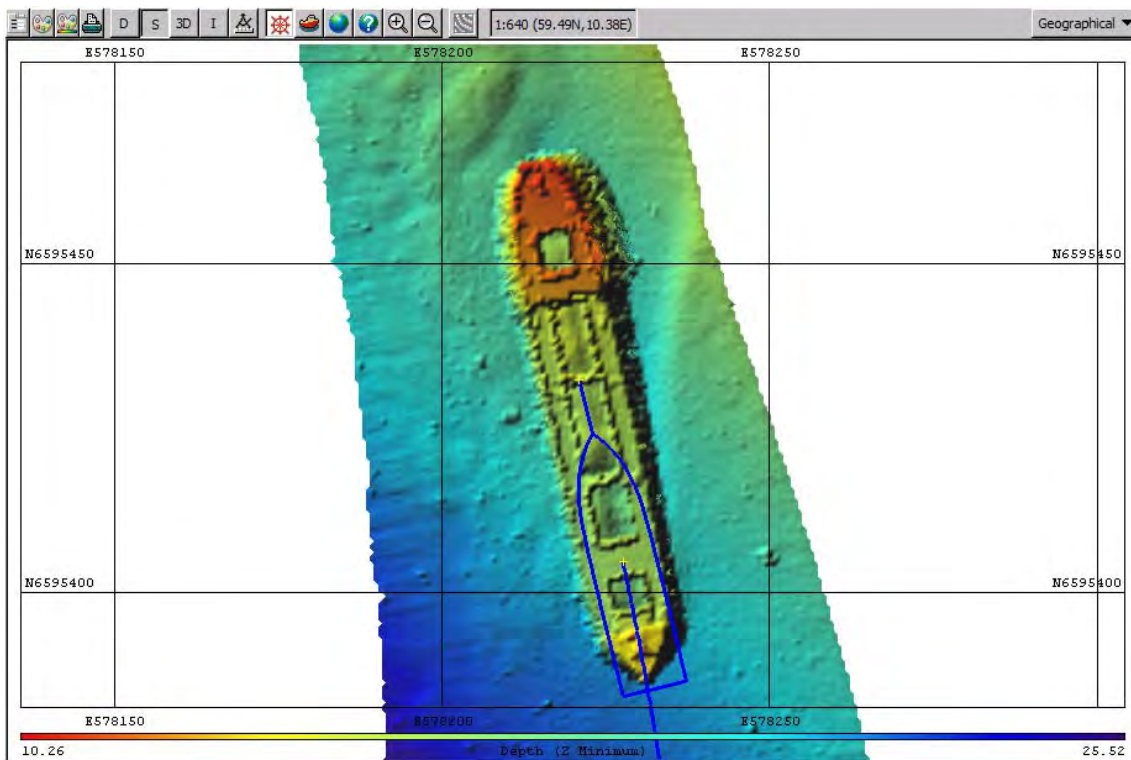 D S 3D I 1:640 (59.49N,10.38E) Geographical
E578150 E578200 E578250
N6595450 N6595450
N6595400 N6595400
E578150 E578200 E578250
10.26 Depth (Z Minimum) 25.52